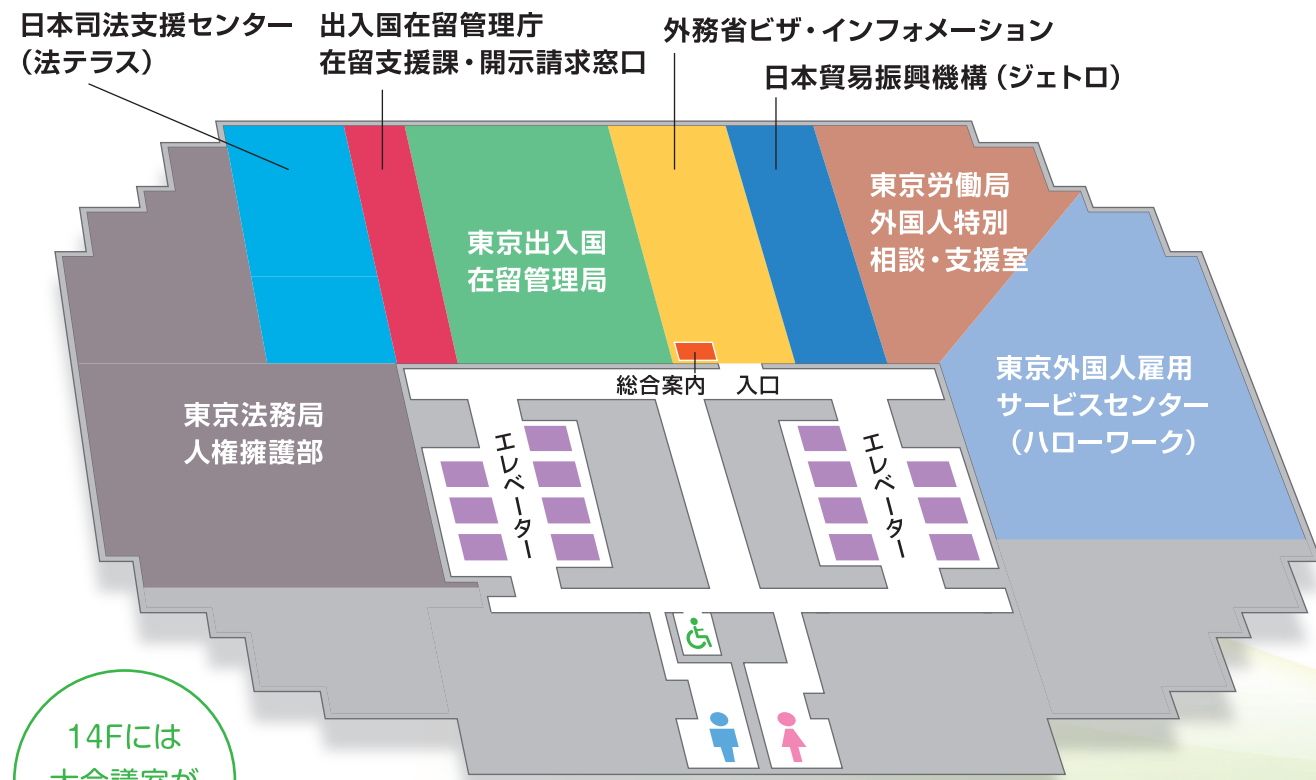 日本司法支援センター
（法テラス）
出入国在留管理庁
在留支援課・開示請求窓口
外務省ビザ・インフォメーション
日本貿易振興機構（ジェトロ）
東京出入国
在留管理局
東京労働局
外国人特別
相談・支援室
東京外国人雇用
サービスセンター
（ハローワーク）
総合案内
入口
東京法務局
人権擁護部
エレベーター
エレベーター
14Fには
大会議室が